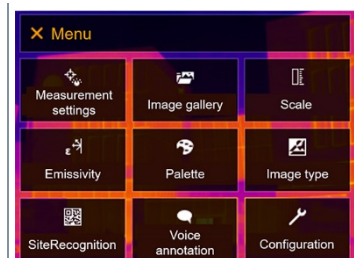 × Menu
Measurement
settings
Image gallery
Scale
ε
Emissivity
Palette
Image type
SiteRecognition
Voice
annotation
Configuration